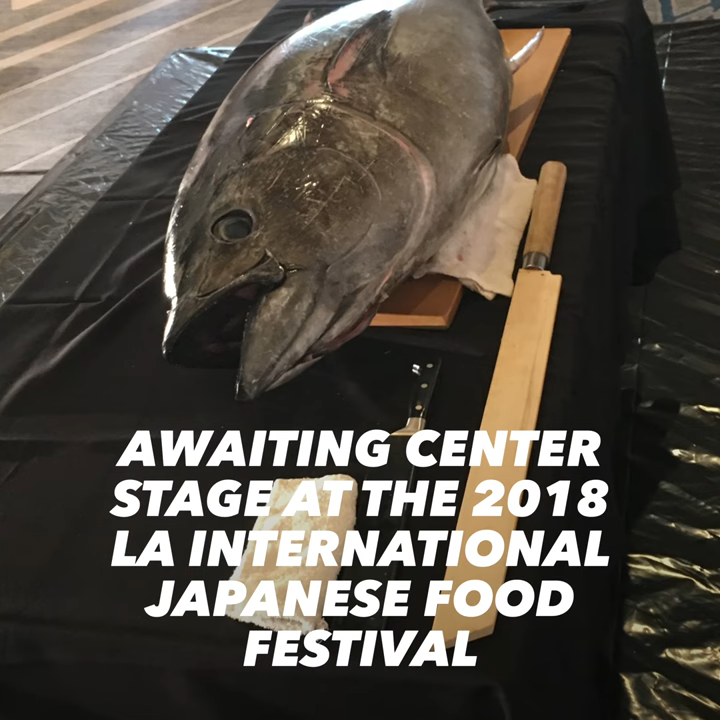 AWAITING CENTER
STAGE AT THE 2018
LA INTERNATIONAL
JAPANESE FOOD
FESTIVAL